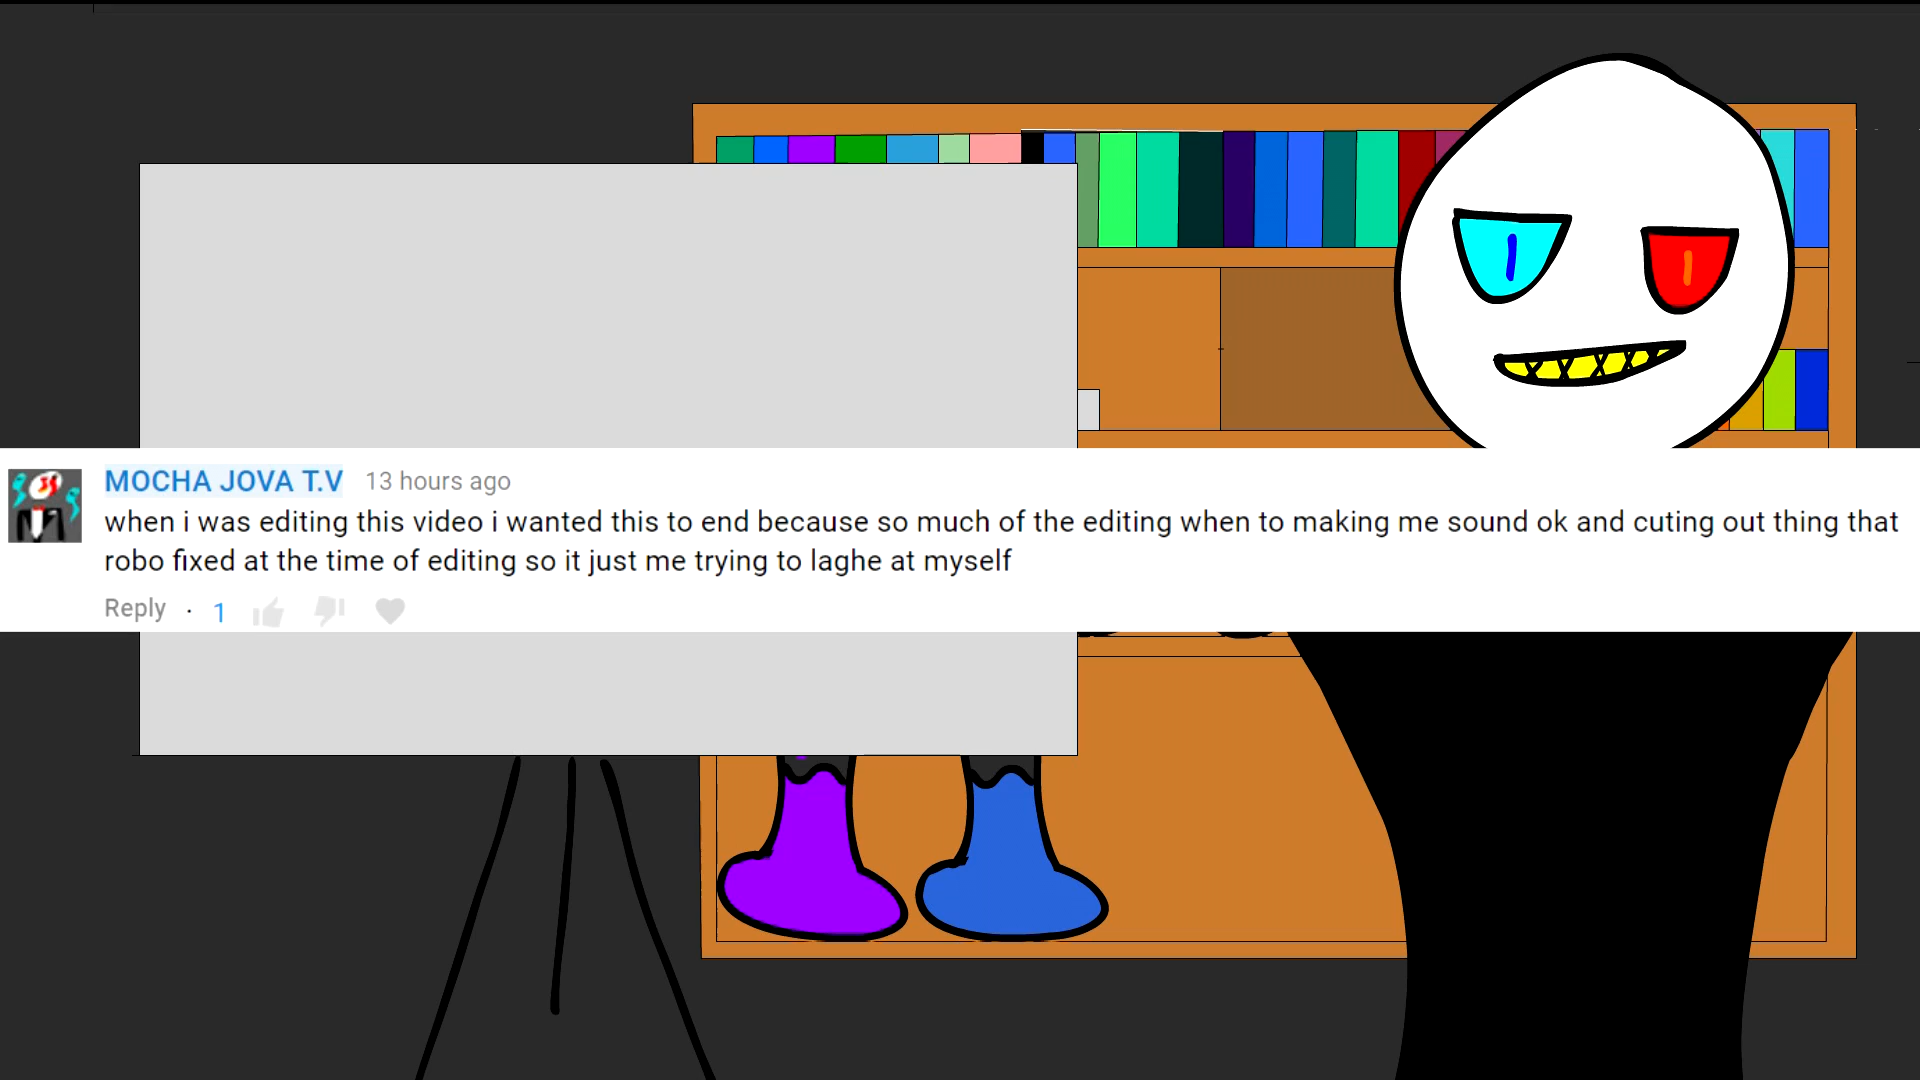 MOCHA JOVA T.V 13 hours ago
when i was editing this video i wanted this to end because so much of the editing when to making me sound ok and cuting out thing that
robo fixed at the time of editing so it just me trying to laghe at myself
Reply · 1